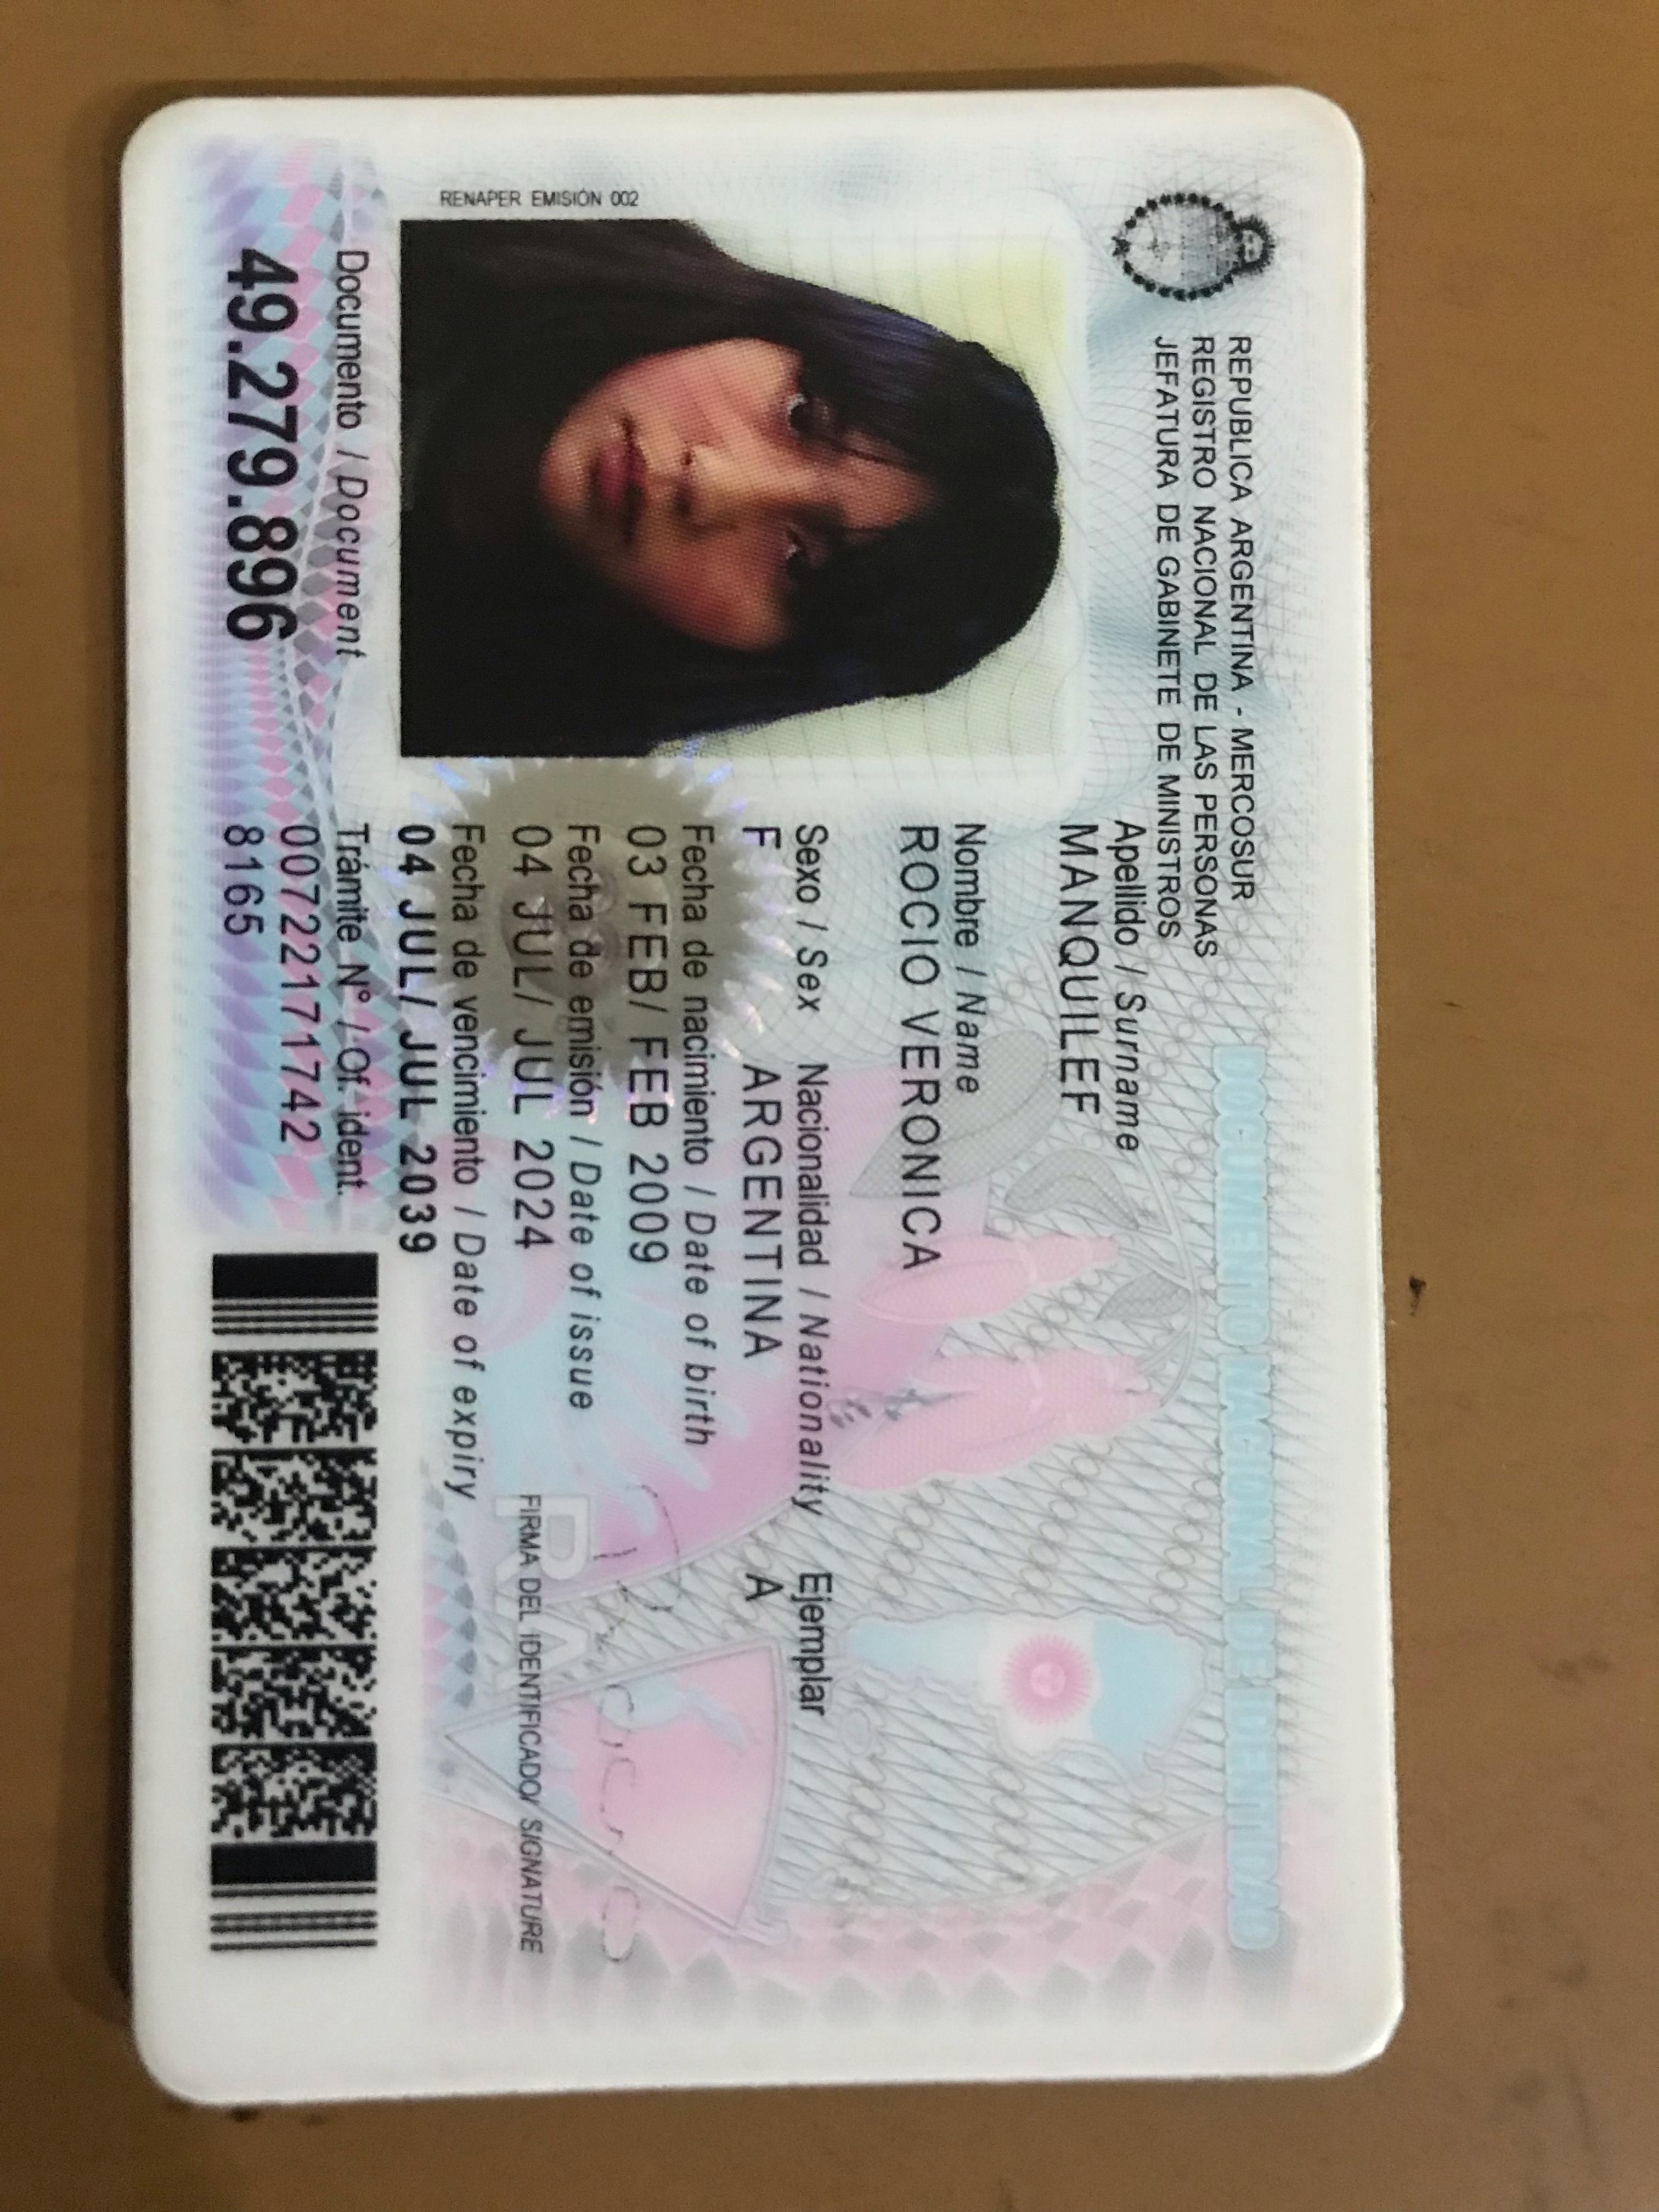 REPUBLICA ARGENTINA - MERCOSUR
REGISTRO NACIONAL DE LAS PERSONAS
JEFATURA DE GABINETE DE MINISTROS
DOCUMENTO NACIONAL DE IDENTIDAD
RENAPER EMISIÓN 002
Apellido / Surname
MANQUILEF
Nombre / Name
ROCIO VERONICA
Sexo / Sex Nacionalidad / Nationality Ejemplar
F ARGENTINA A
Fecha de nacimiento / Date of birth
03 FEB/ FEB 2009
Fecha de emisión / Date of issue
04 JUL/ JUL 2024
Fecha de vencimiento / Date of expiry
04 JUL/ JUL 2039
RA
FIRMA DEL IDENTIFICADO/ SIGNATURE
Documento / Document
49.279.896
Trámite N° / Of. ident.
00722171742
8165